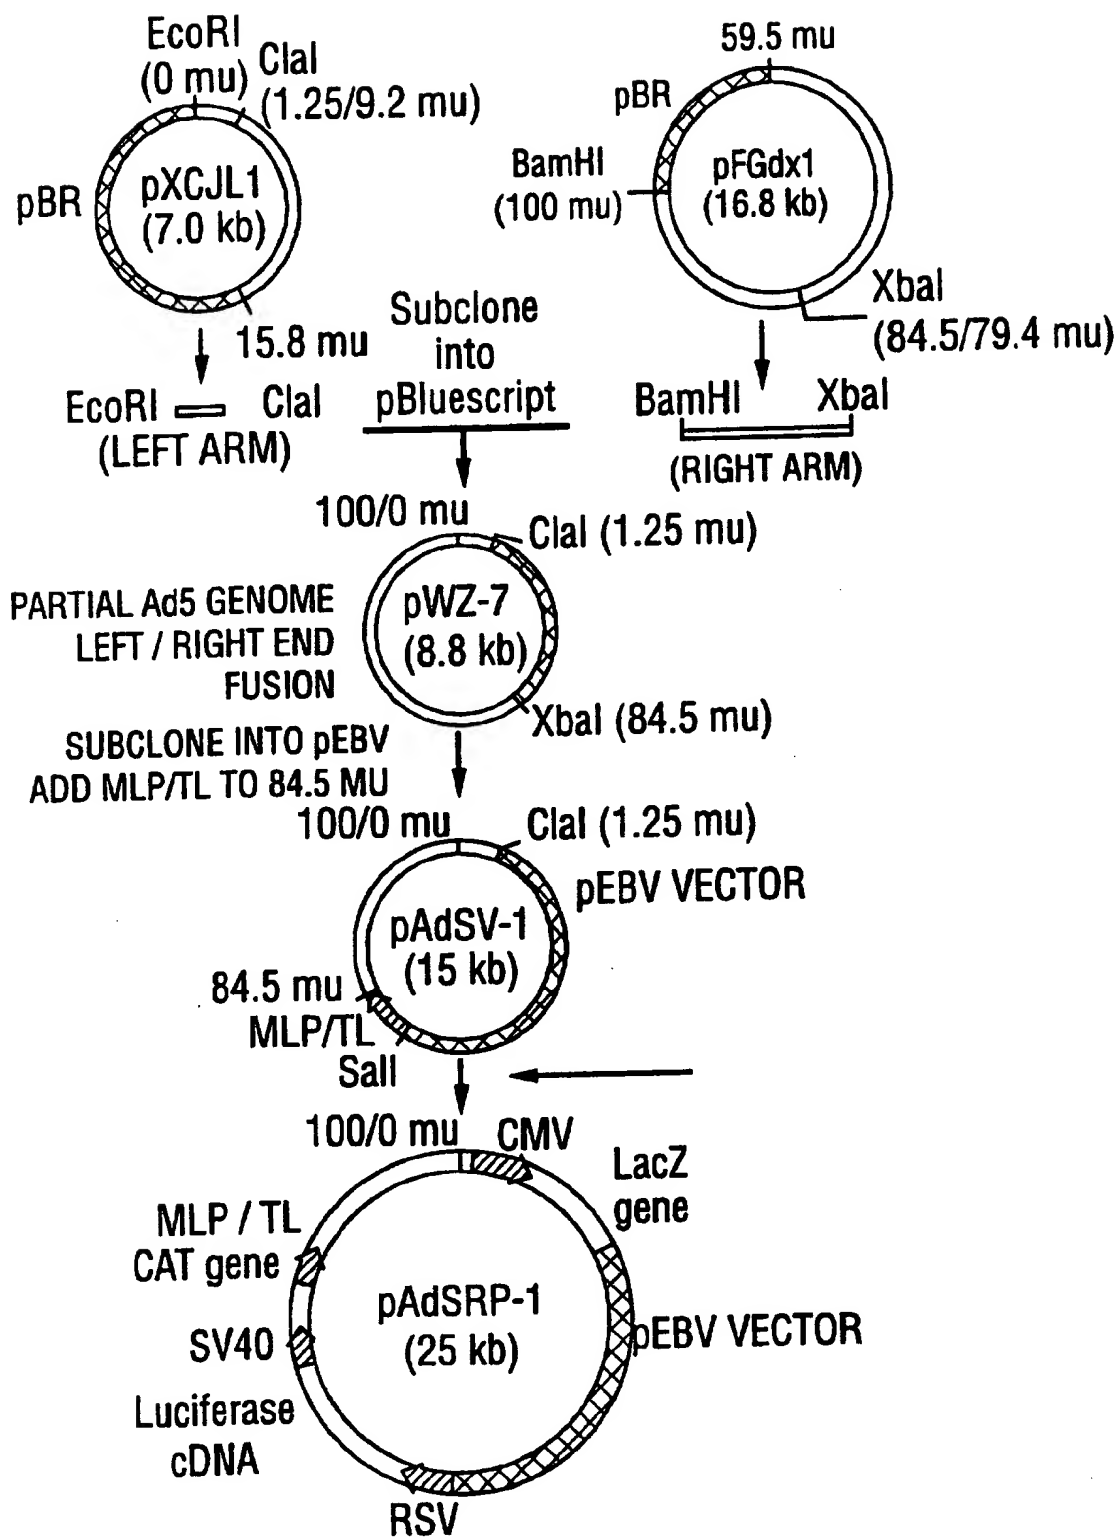 EcoRI
(0 mu)
ClaI
(1.25/9.2 mu)
pBR
pXCJL1
(7.0 kb)
15.8 mu
EcoRI ClaI
(LEFT ARM)
59.5 mu
pBR
BamHI
(100 mu)
pFGdx1
(16.8 kb)
XbaI
(84.5/79.4 mu)
BamHI XbaI
(RIGHT ARM)
Subclone
into
pBluescript
100/0 mu
ClaI (1.25 mu)
pWZ-7
(8.8 kb)
PARTIAL Ad5 GENOME
LEFT / RIGHT END
FUSION
XbaI (84.5 mu)
SUBCLONE INTO pEBV
ADD MLP/TL TO 84.5 MU
100/0 mu
ClaI (1.25 mu)
pEBV VECTOR
pAdSV-1
(15 kb)
84.5 mu
MLP/TL
SalI
100/0 mu
CMV
LacZ
gene
MLP / TL
CAT gene
pAdSRP-1
(25 kb)
SV40
pEBV VECTOR
Luciferase
cDNA
RSV